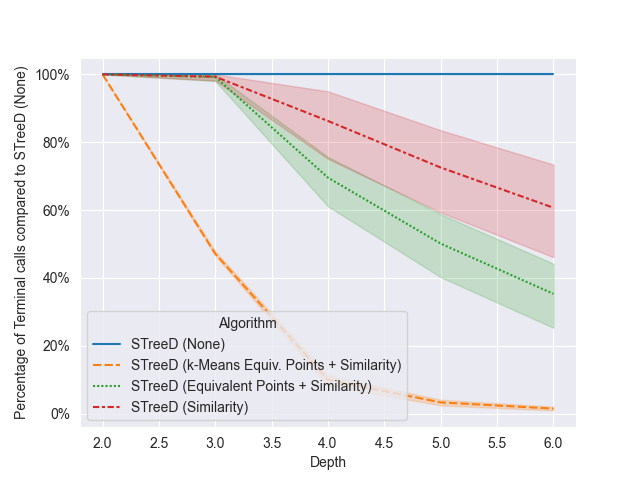 Percentage of Terminal calls compared to STreeD (None)
100%
80%
60%
40%
20%
0%
Algorithm
STreeD (None)
STreeD (k-Means Equiv. Points + Similarity)
STreeD (Equivalent Points + Similarity)
STreeD (Similarity)
2.0 2.5 3.0 3.5 4.0 4.5 5.0 5.5 6.0
Depth